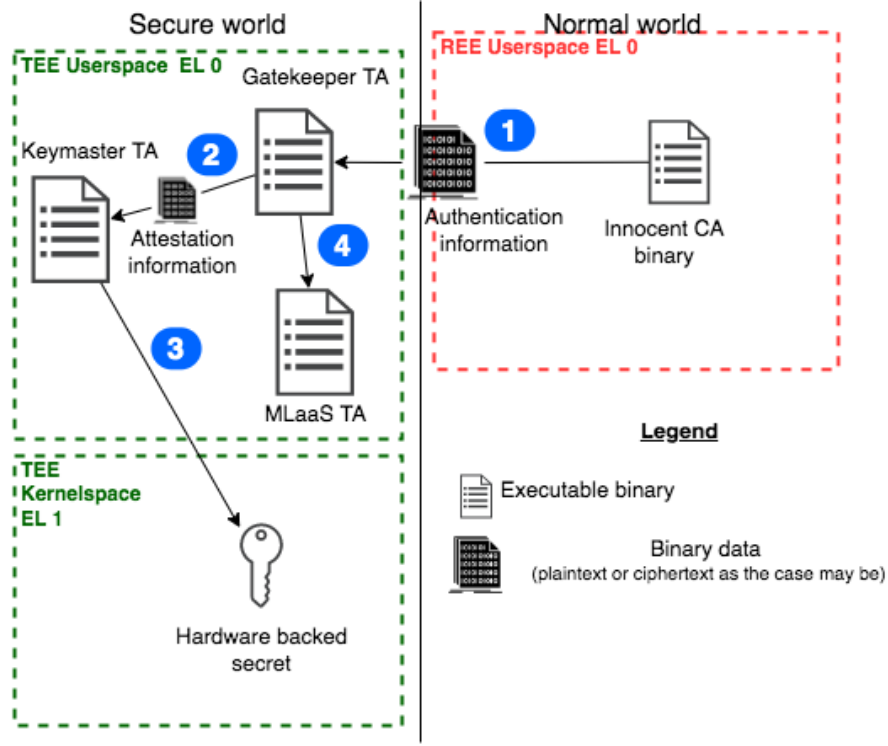 Secure world
Normal world
TEE Userspace EL 0
REE Userspace EL 0
Gatekeeper TA
1
Keymaster TA
2
Authentication
information
Innocent CA
binary
Attestation
information
4
3
MLaaS TA
Legend
TEE
Kernelspace
EL 1
Executable binary
Binary data
(plaintext or ciphertext as the case may be)
Hardware backed
secret